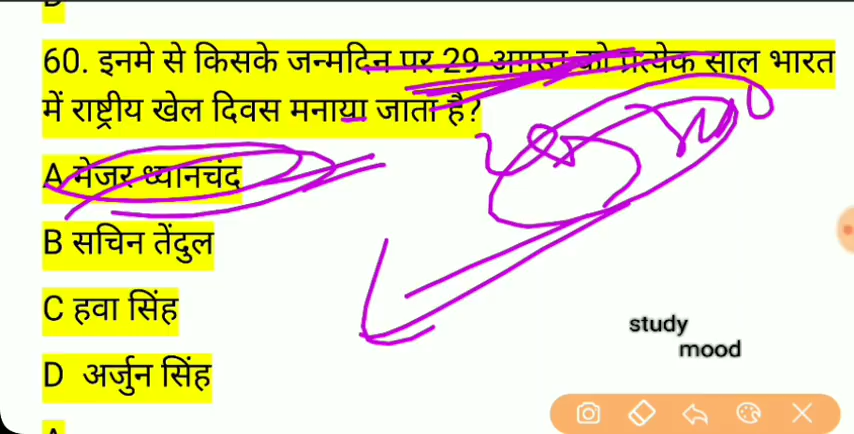 60. इनमे से किसके जन्मदिन पर 29 अगस्त को प्रत्येक साल भारत
में राष्ट्रीय खेल दिवस मनाया जाता है?
A मेजर ध्यानचंद
B सचिन तेंदुल
C हवा सिंह
D अर्जुन सिंह
study
mood